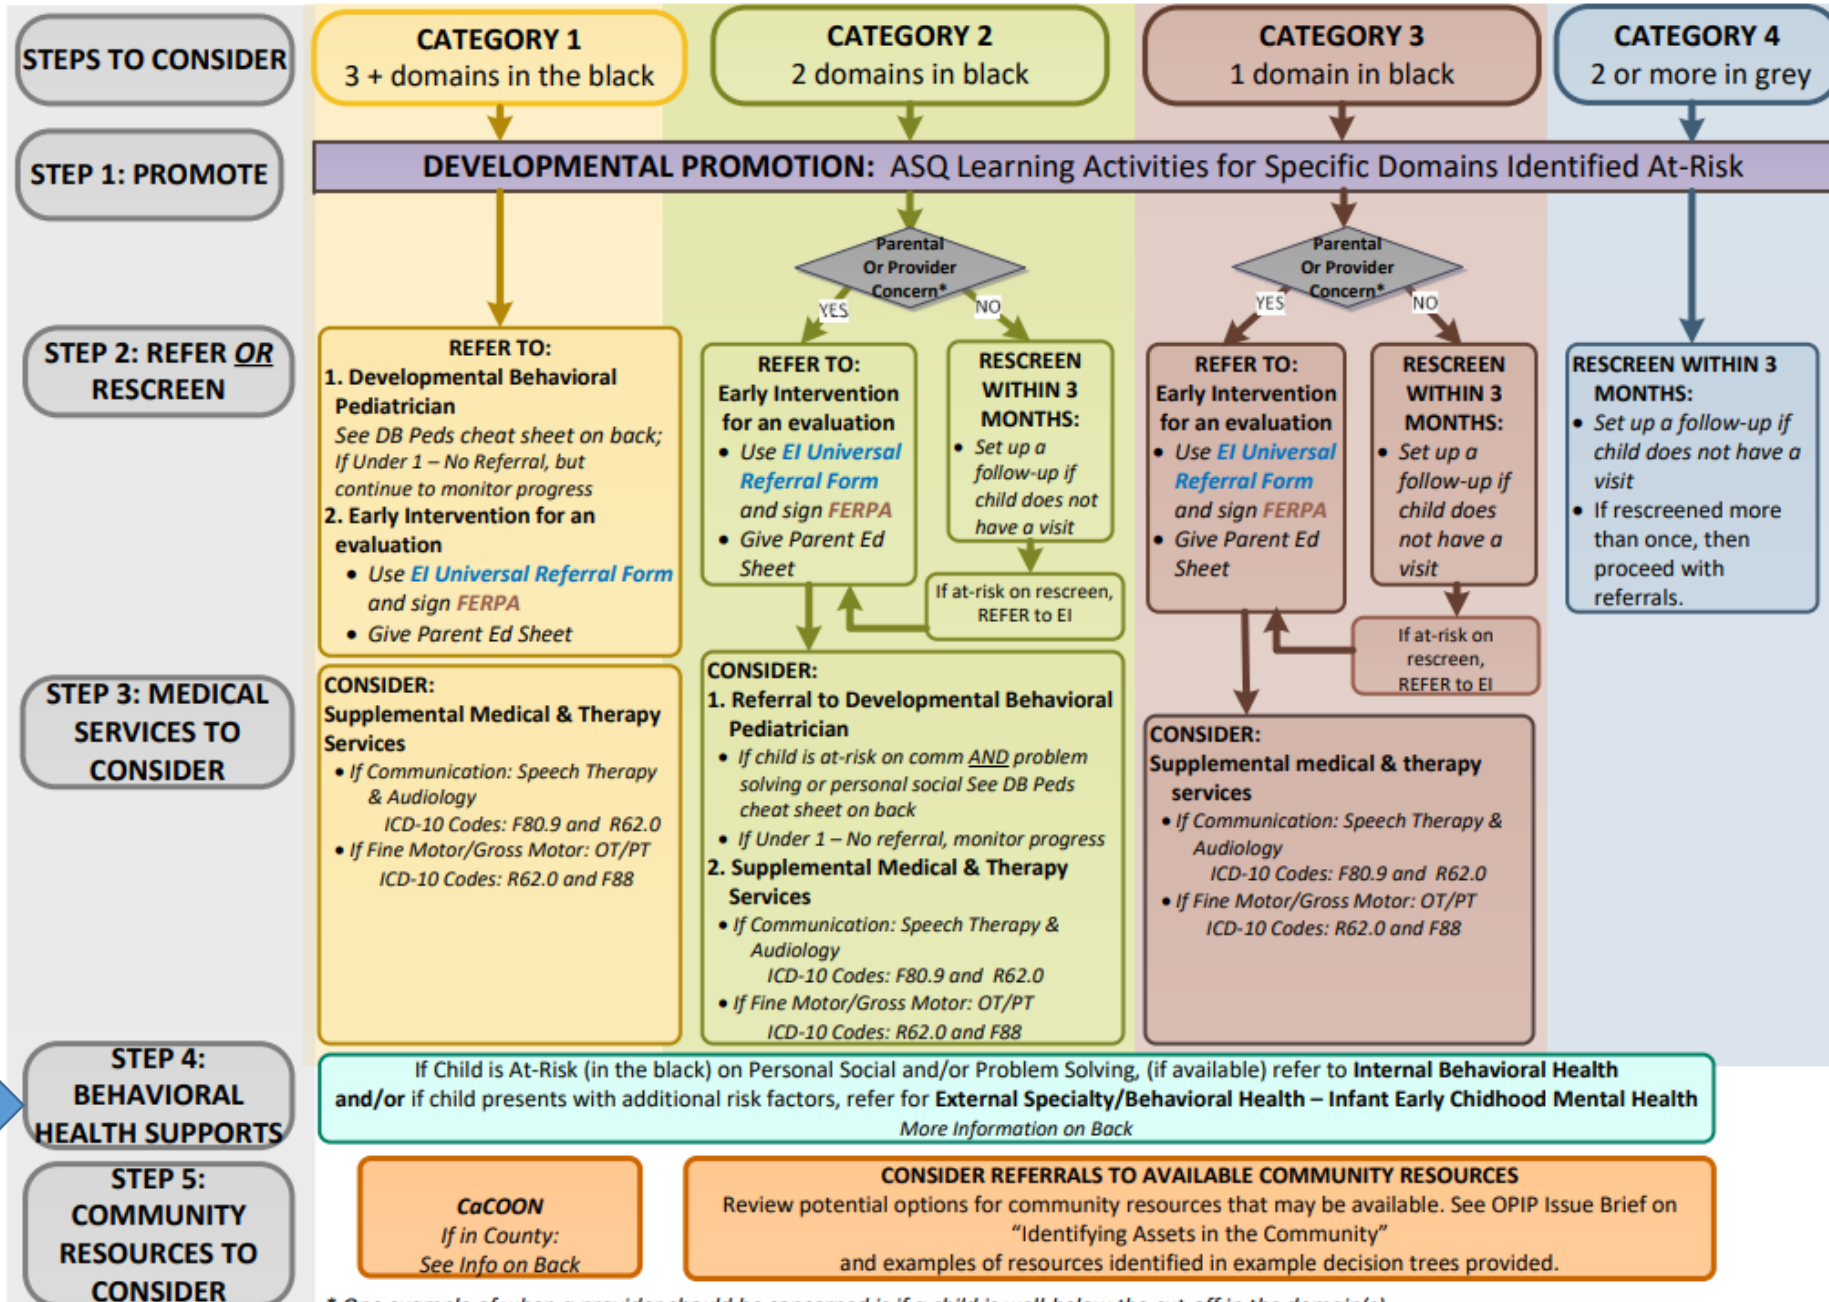 STEPS TO CONSIDER
CATEGORY 1
3 + domains in the black
CATEGORY 2
2 domains in black
CATEGORY 3
1 domain in black
CATEGORY 4
2 or more in grey
STEP 1: PROMOTE
DEVELOPMENTAL PROMOTION: ASQ Learning Activities for Specific Domains Identified At-Risk
STEP 2: REFER OR
RESCREEN
REFER TO:
1. Developmental Behavioral
Pediatrician
See DB Peds cheat sheet on back;
If Under 1 – No Referral, but
continue to monitor progress
2. Early Intervention for an
evaluation
• Use EI Universal Referral Form
and sign FERPA
• Give Parent Ed Sheet
Parental
Or Provider
Concern*
YES
NO
REFER TO:
Early Intervention
for an evaluation
• Use EI Universal
Referral Form
and sign FERPA
• Give Parent Ed
Sheet
RESCREEN
WITHIN 3
MONTHS:
• Set up a
follow-up if
child does not
have a visit
If at-risk on rescreen,
REFER to EI
Parental
Or Provider
Concern*
YES
NO
REFER TO:
Early Intervention
for an evaluation
• Use EI Universal
Referral Form
and sign FERPA
• Give Parent Ed
Sheet
RESCREEN
WITHIN 3
MONTHS:
• Set up a
follow-up if
child does
not have a
visit
If at-risk on
rescreen,
REFER to EI
RESCREEN WITHIN 3
MONTHS:
• Set up a follow-up if
child does not have a
visit
• If rescreened more
than once, then
proceed with
referrals.
STEP 3: MEDICAL
SERVICES TO
CONSIDER
CONSIDER:
Supplemental Medical & Therapy
Services
• If Communication: Speech Therapy
& Audiology
ICD-10 Codes: F80.9 and R62.0
• If Fine Motor/Gross Motor: OT/PT
ICD-10 Codes: R62.0 and F88
CONSIDER:
1. Referral to Developmental Behavioral
Pediatrician
• If child is at-risk on comm AND problem
solving or personal social See DB Peds
cheat sheet on back
• If Under 1 – No referral, monitor progress
2. Supplemental Medical & Therapy
Services
• If Communication: Speech Therapy &
Audiology
ICD-10 Codes: F80.9 and R62.0
• If Fine Motor/Gross Motor: OT/PT
ICD-10 Codes: R62.0 and F88
CONSIDER:
Supplemental medical & therapy
services
• If Communication: Speech Therapy &
Audiology
ICD-10 Codes: F80.9 and R62.0
• If Fine Motor/Gross Motor: OT/PT
ICD-10 Codes: R62.0 and F88
STEP 4:
BEHAVIORAL
HEALTH SUPPORTS
If Child is At-Risk (in the black) on Personal Social and/or Problem Solving, (if available) refer to Internal Behavioral Health
and/or if child presents with additional risk factors, refer for External Specialty/Behavioral Health – Infant Early Chidhood Mental Health
More Information on Back
STEP 5:
COMMUNITY
RESOURCES TO
CONSIDER
CaCOON
If in County:
See Info on Back
CONSIDER REFERRALS TO AVAILABLE COMMUNITY RESOURCES
Review potential options for community resources that may be available. See OPIP Issue Brief on
“Identifying Assets in the Community”
and examples of resources identified in example decision trees provided.
* One example of when a provider should be concerned is if a child is well below the cut-off in the domain(s)